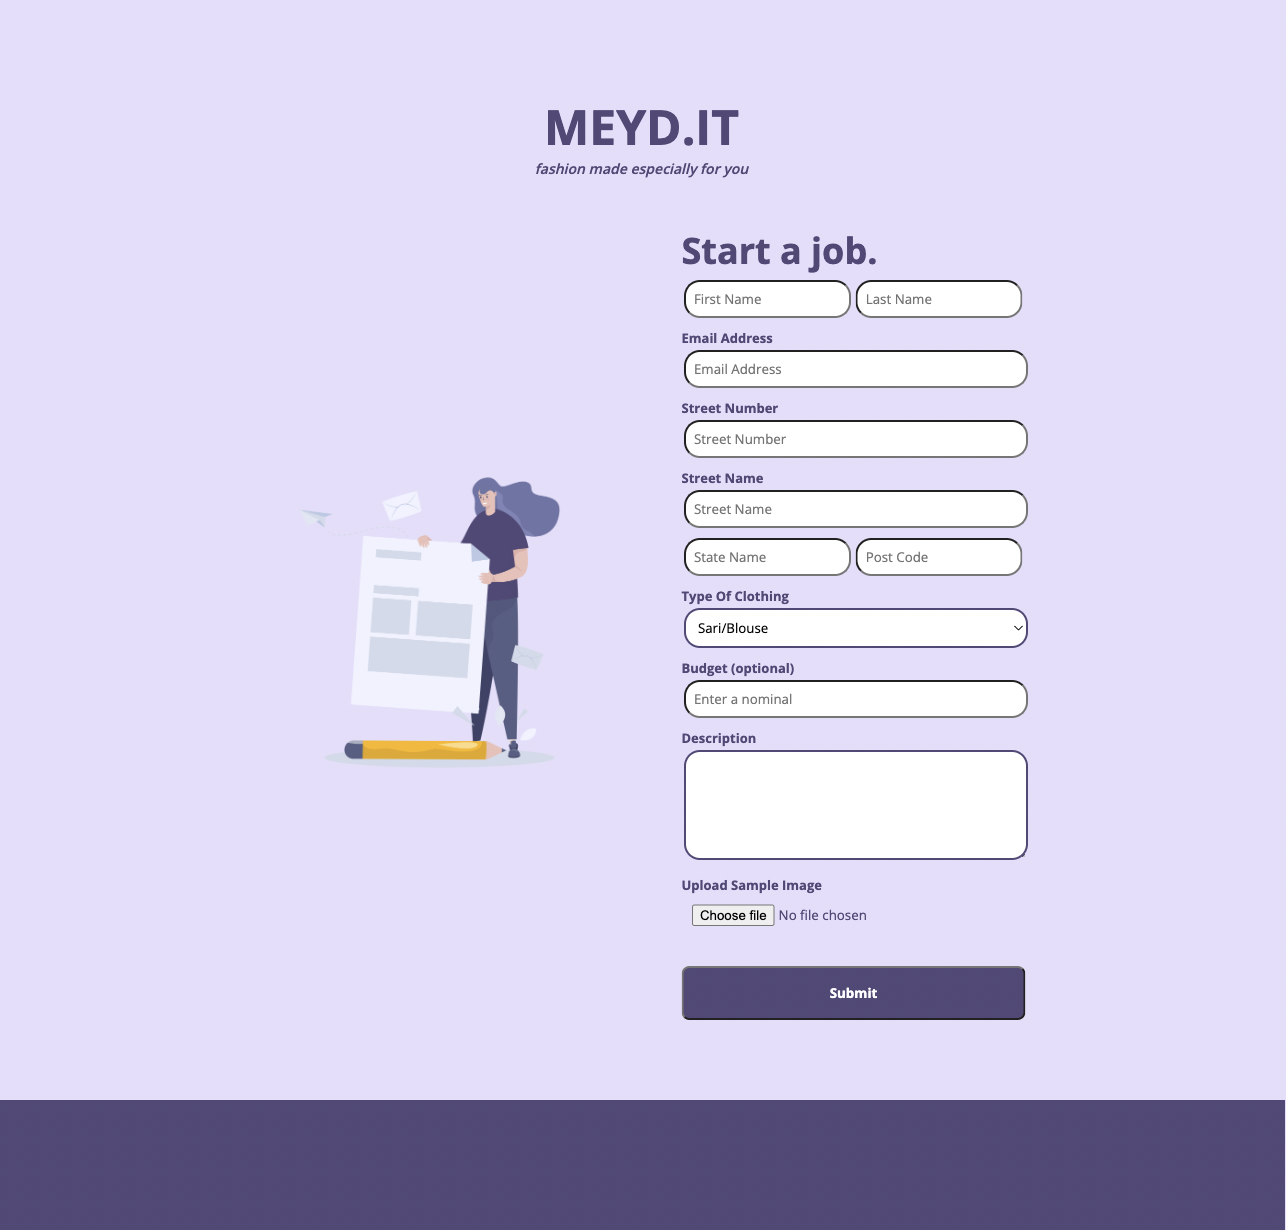 MEYD.IT
fashion made especially for you
Start a job.
First Name Last Name
Email Address
Email Address
Street Number
Street Number
Street Name
Street Name
State Name Post Code
Type Of Clothing
Sari/Blouse
Budget (optional)
Enter a nominal
Description
Upload Sample Image
Choose file No file chosen
Submit